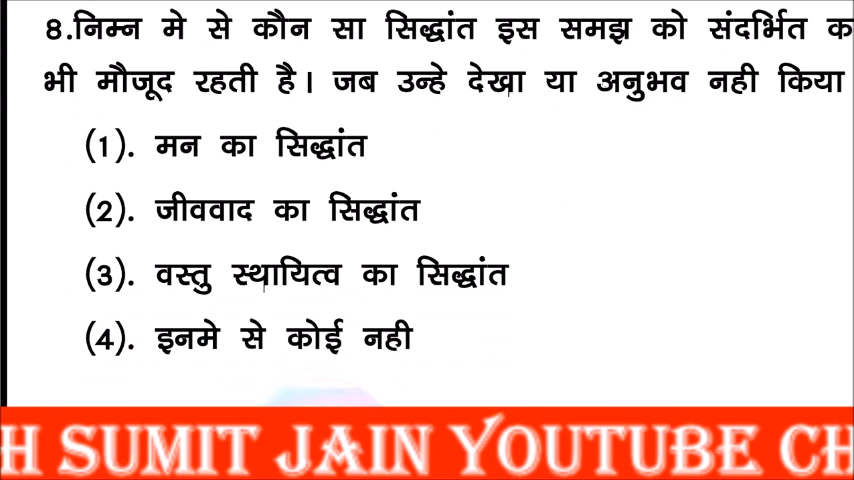 8.निम्न मे से कौन सा सिद्धांत इस समझ को संदर्भित क
भी मौजूद रहती है। जब उन्हे देखा या अनुभव नही किया
(1). मन का सिद्धांत
(2). जीववाद का सिद्धांत
(3). वस्तु स्थायित्व का सिद्धांत
(4). इनमे से कोई नही
H SUMIT JAIN YOUTUBE CH